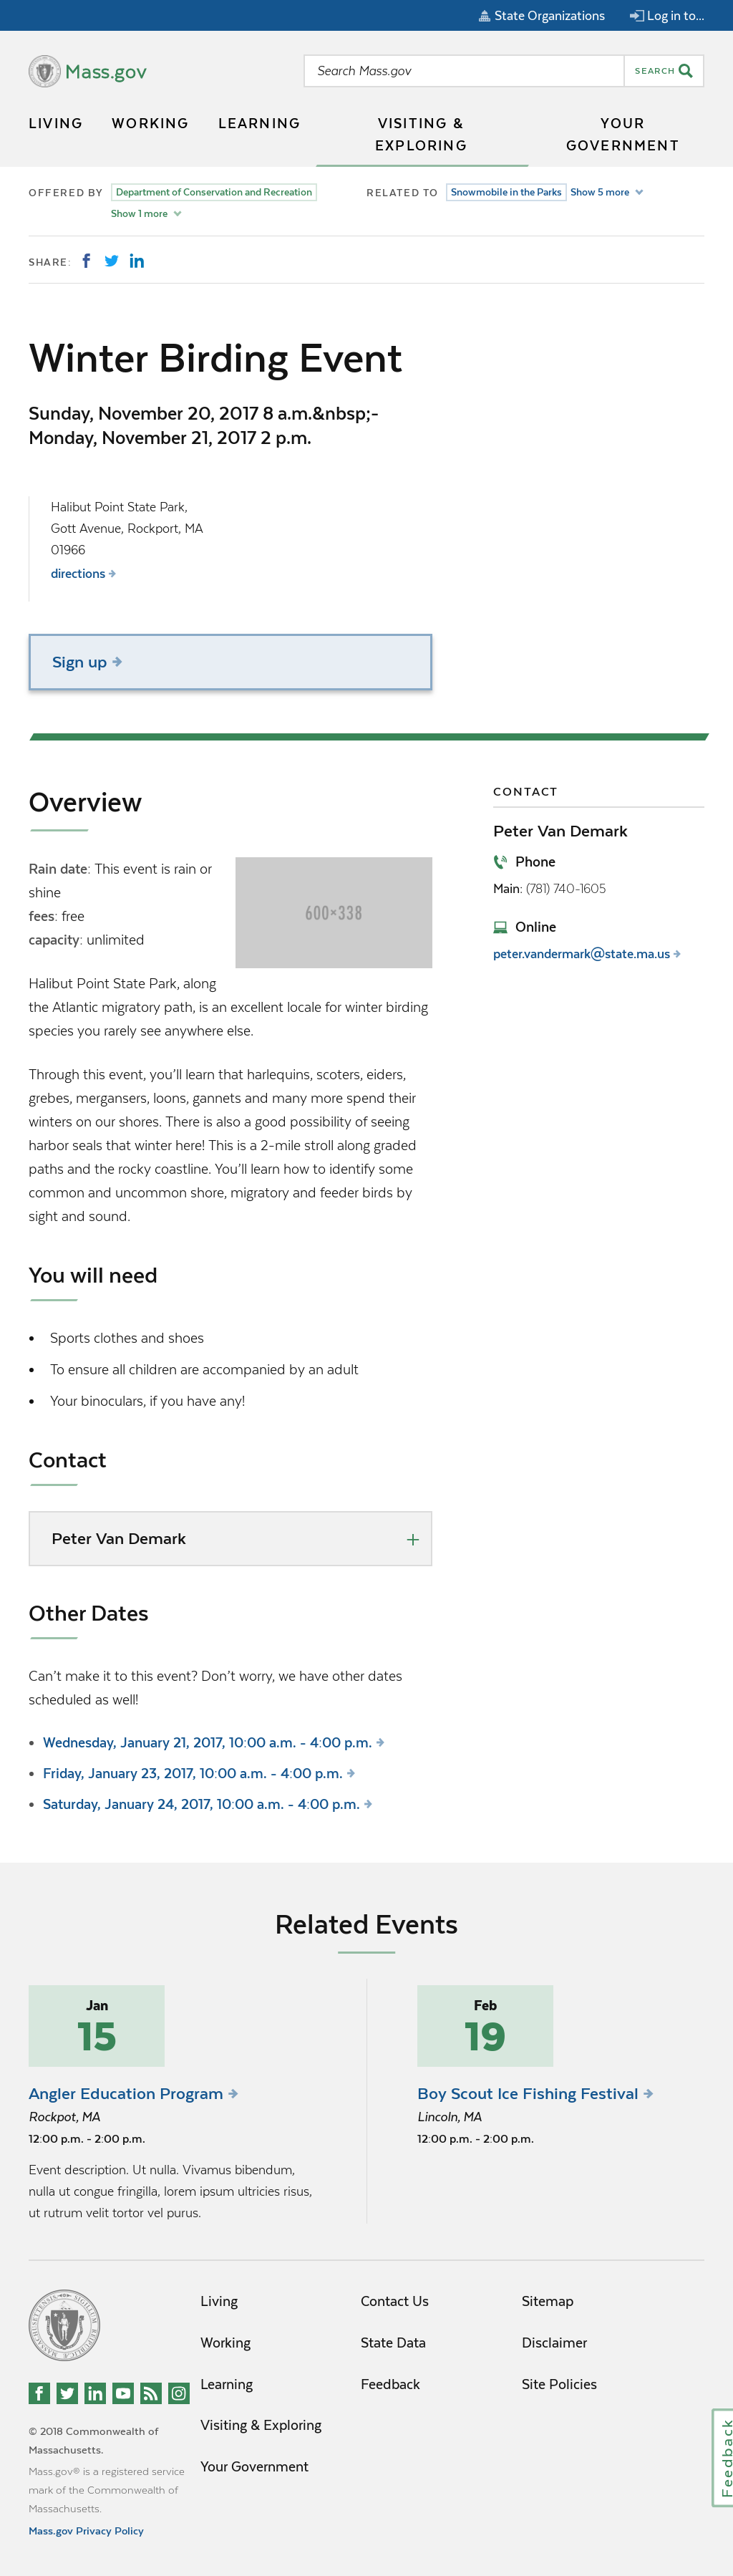 State Organizations
Log in to...
Mass.gov
Search Mass.gov
SEARCH
LIVING
WORKING
LEARNING
VISITING &
EXPLORING
YOUR
GOVERNMENT
OFFERED BY
Department of Conservation and Recreation
Show 1 more
RELATED TO
Snowmobile in the Parks
Show 5 more
SHARE:
Winter Birding Event
Sunday, November 20, 2017 8 a.m.&nbsp;-
Monday, November 21, 2017 2 p.m.
Halibut Point State Park,
Gott Avenue, Rockport, MA
01966
directions
Sign up
Overview
Rain date: This event is rain or
shine
fees: free
capacity: unlimited
600×338
Halibut Point State Park, along
the Atlantic migratory path, is an excellent locale for winter birding
species you rarely see anywhere else.
Through this event, you'll learn that harlequins, scoters, eiders,
grebes, mergansers, loons, gannets and many more spend their
winters on our shores. There is also a good possibility of seeing
harbor seals that winter here! This is a 2-mile stroll along graded
paths and the rocky coastline. You'll learn how to identify some
common and uncommon shore, migratory and feeder birds by
sight and sound.
You will need
• Sports clothes and shoes
• To ensure all children are accompanied by an adult
• Your binoculars, if you have any!
Contact
Peter Van Demark
Other Dates
Can't make it to this event? Don't worry, we have other dates
scheduled as well!
• Wednesday, January 21, 2017, 10:00 a.m. - 4:00 p.m.
• Friday, January 23, 2017, 10:00 a.m. - 4:00 p.m.
• Saturday, January 24, 2017, 10:00 a.m. - 4:00 p.m.
CONTACT
Peter Van Demark
Phone
Main: (781) 740-1605
Online
peter.vandermark@state.ma.us
Related Events
Jan
15
Angler Education Program
Rockpot, MA
12:00 p.m. - 2:00 p.m.
Event description. Ut nulla. Vivamus bibendum,
nulla ut congue fringilla, lorem ipsum ultricies risus,
ut rutrum velit tortor vel purus.
Feb
19
Boy Scout Ice Fishing Festival
Lincoln, MA
12:00 p.m. - 2:00 p.m.
© 2018 Commonwealth of
Massachusetts.
Mass.gov® is a registered service
mark of the Commonwealth of
Massachusetts.
Mass.gov Privacy Policy
Living
Working
Learning
Visiting & Exploring
Your Government
Contact Us
State Data
Feedback
Sitemap
Disclaimer
Site Policies
Feedback